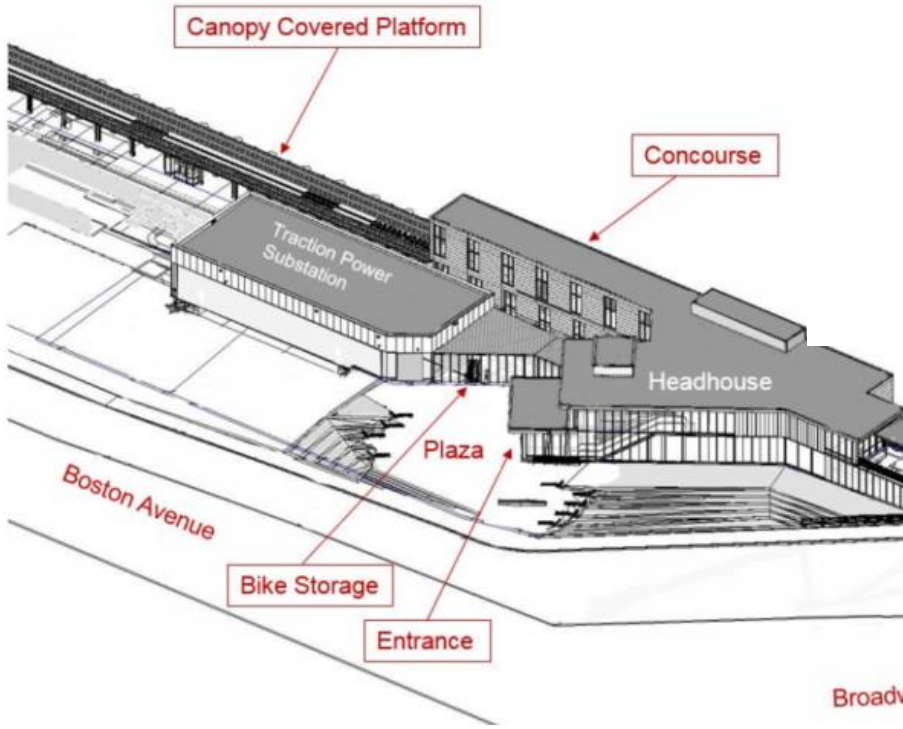 Canopy Covered Platform
Concourse
Traction Power
Substation
Headhouse
Plaza
Boston Avenue
Bike Storage
Entrance